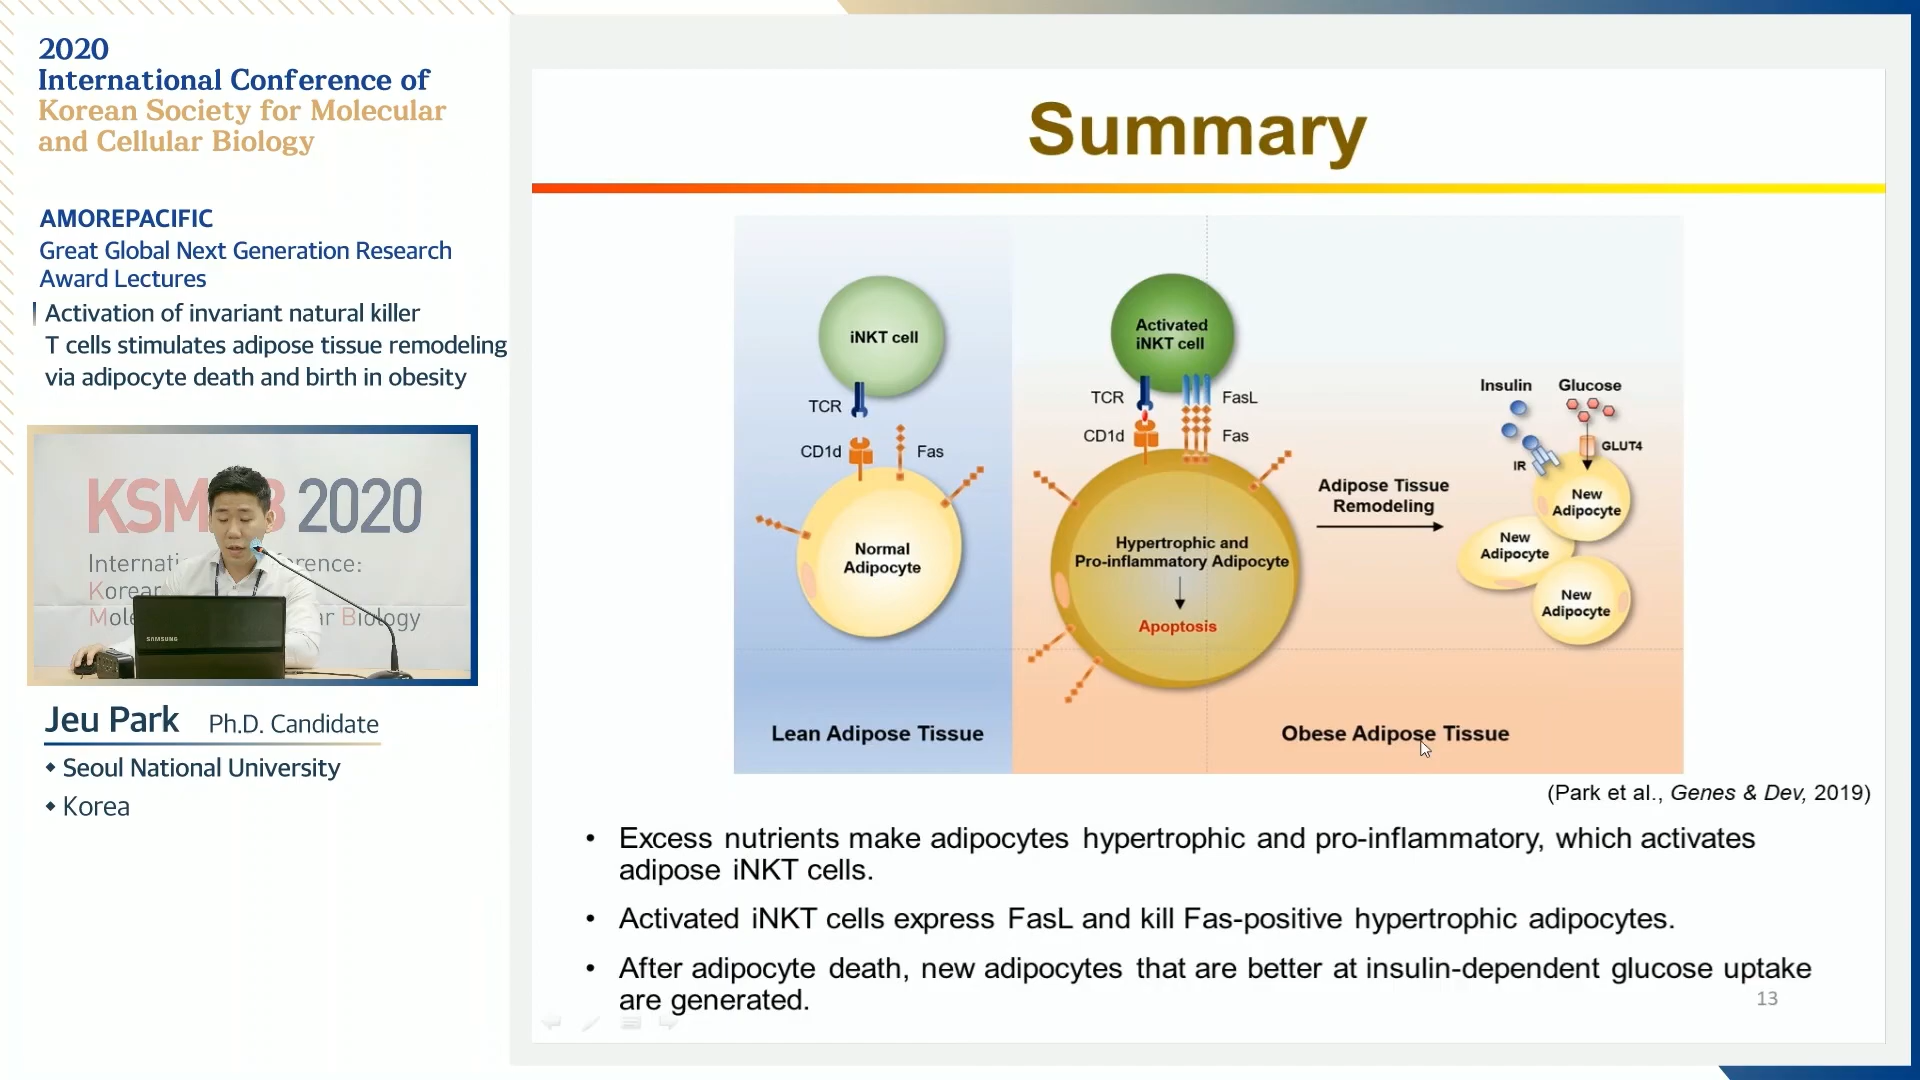 2020
International Conference of
Korean Society for Molecular
and Cellular Biology
AMOREPACIFIC
Great Global Next Generation Research
Award Lectures
Activation of invariant natural killer
T cells stimulates adipose tissue remodeling
via adipocyte death and birth in obesity
2020
SAMSUNG
Biology
Jeu Park Ph.D. Candidate
Seoul National University
Korea
Summary
iNKT cell
TCR
CD1d
Fas
Normal
Adipocyte
Lean Adipose Tissue
Activated
iNKT cell
TCR
FasL
CD1d
Fas
Hypertrophic and
Pro-inflammatory Adipocyte
Apoptosis
Adipose Tissue
Remodeling
Insulin
Glucose
GLUT4
IR
New
Adipocyte
New
Adipocyte
New
Adipocyte
Obese Adipose Tissue
(Park et al., Genes & Dev, 2019)
• Excess nutrients make adipocytes hypertrophic and pro-inflammatory, which activates
adipose iNKT cells.
• Activated iNKT cells express FasL and kill Fas-positive hypertrophic adipocytes.
• After adipocyte death, new adipocytes that are better at insulin-dependent glucose uptake
are generated.
13